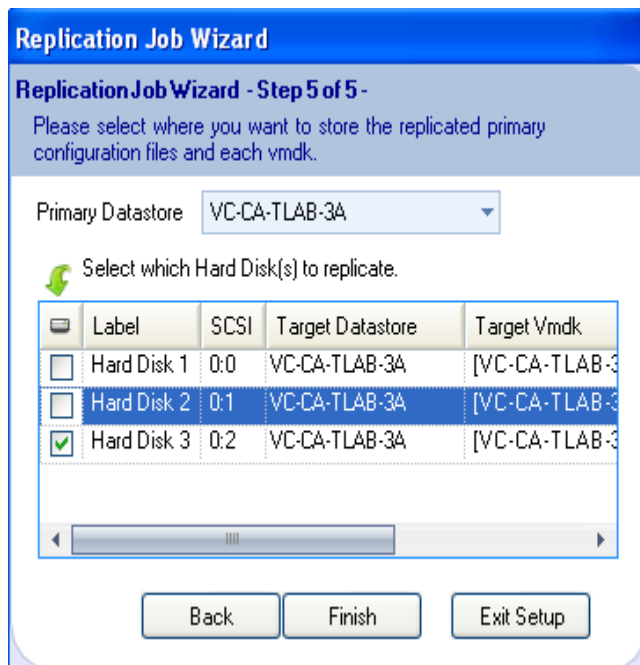 Replication Job Wizard
Replication Job Wizard - Step 5 of 5 -
Please select where you want to store the replicated primary
configuration files and each vmdk.
Primary Datastore VC-CA-TLAB-3A
Select which Hard Disk(s) to replicate.
Label SCSI Target Datastore Target Vmdk
Hard Disk 1 0:0 VC-CA-TLAB-3A [VC-CA-TLAB-3
Hard Disk 2 0:1 VC-CA-TLAB-3A [VC-CA-TLAB-3
Hard Disk 3 0:2 VC-CA-TLAB-3A [VC-CA-TLAB-3
Back Finish Exit Setup